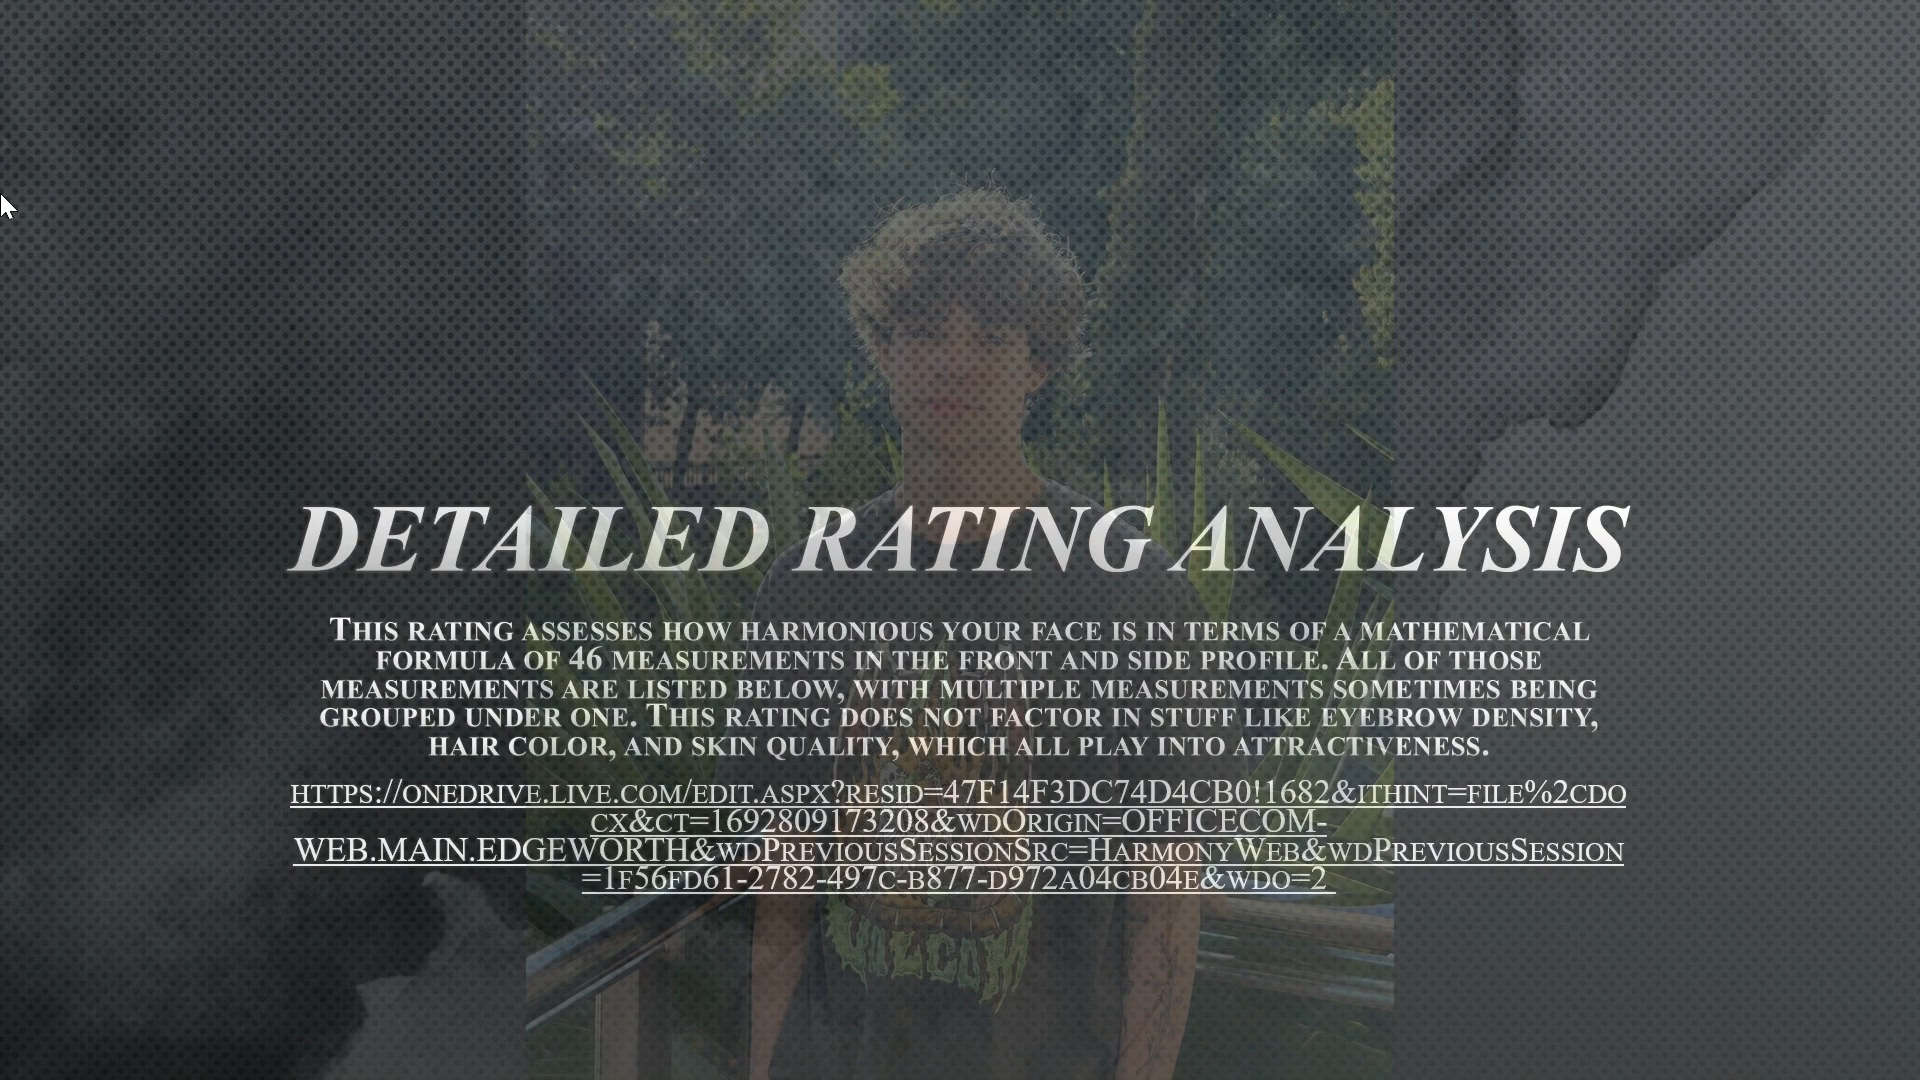 DETAILED RATING ANALYSIS
THIS RATING ASSESSES HOW HARMONIOUS YOUR FACE IS IN TERMS OF A MATHEMATICAL
FORMULA OF 46 MEASUREMENTS IN THE FRONT AND SIDE PROFILE. ALL OF THOSE
MEASUREMENTS ARE LISTED BELOW, WITH MULTIPLE MEASUREMENTS SOMETIMES BEING
GROUPED UNDER ONE. THIS RATING DOES NOT FACTOR IN STUFF LIKE EYEBROW DENSITY,
HAIR COLOR, AND SKIN QUALITY, WHICH ALL PLAY INTO ATTRACTIVENESS.
HTTPS://ONEDRIVE.LIVE.COM/EDIT.ASPX?RESID=47F14F3DC74D4CB0!1682&ITHINT=FILE%2CDO
CX&CT=1692809173208&WDORIGIN=OFFICECOM-
WEB.MAIN.EDGEWORTH&WDPREVIOUSSESSIONSRC=HARMONYWEB&WDPREVIOUSSESSION
=1F56FD61-2782-497C-B877-D972A04CB04E&WDO=2
VOLCOM